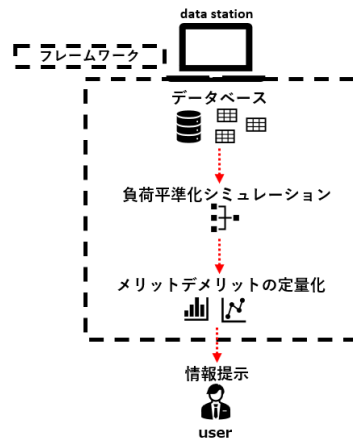 data station
フレームワーク
データベース
負荷平準化シミュレーション
メリットデメリットの定量化
情報提示
user